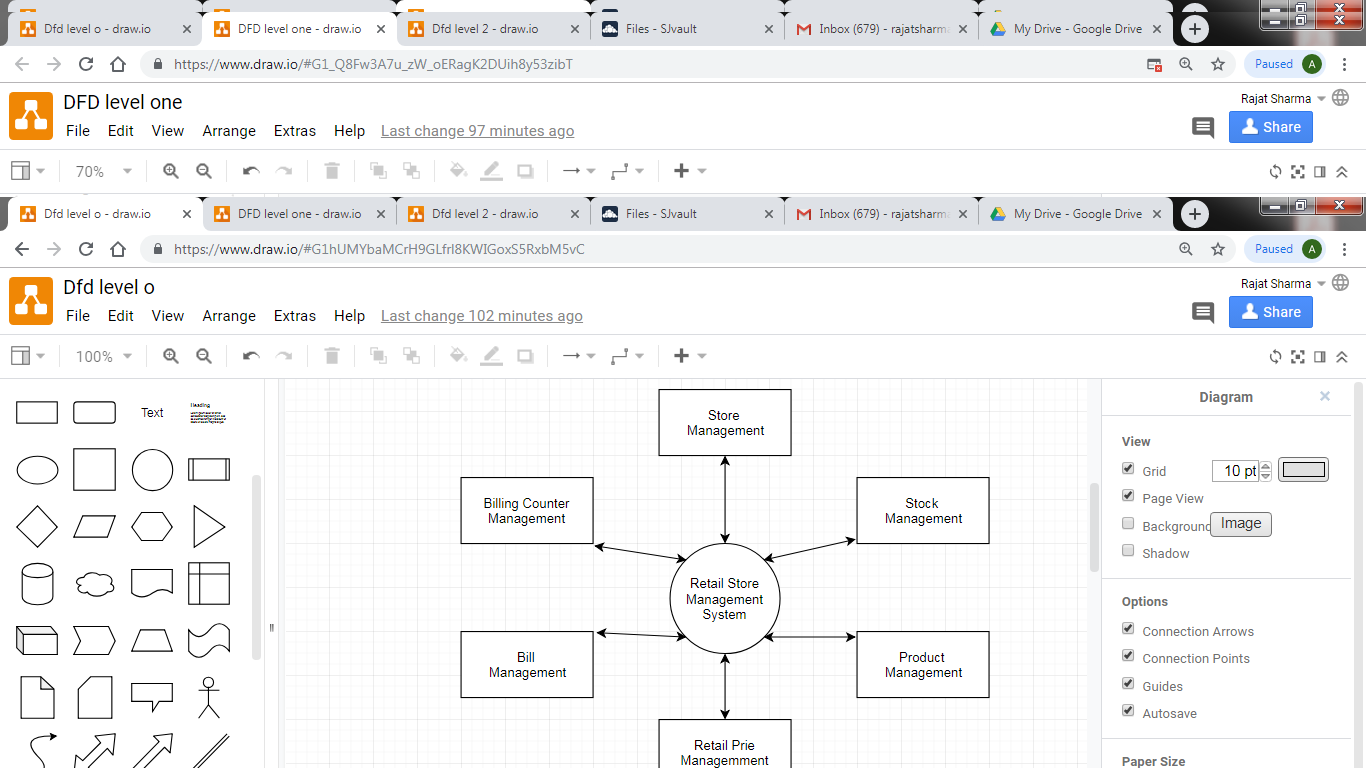 Dfd level o - draw.io
DFD level one - draw.io
Dfd level 2 - draw.io
Files - SJvault
Inbox (679) - rajatsharm
My Drive - Google Drive
https://www.draw.io/#G1_Q8Fw3A7u_zW_oERagK2DUih8y53zibT
Paused
A
DFD level one
Rajat Sharma
File
Edit
View
Arrange
Extras
Help
Last change 97 minutes ago
Share
70%
Dfd level o - draw.io
DFD level one - draw.io
Dfd level 2 - draw.io
Files - SJvault
Inbox (679) - rajatsharm
My Drive - Google Drive
https://www.draw.io/#G1hUMYbaMCrH9GLfrI8KWIGoxS5RxbM5vC
Paused
A
Dfd level o
Rajat Sharma
File
Edit
View
Arrange
Extras
Help
Last change 102 minutes ago
Share
100%
Text
Heading
Store
Management
Billing Counter
Management
Stock
Management
Retail Store
Management
System
Bill
Management
Product
Management
Retail Prie
Managemment
Diagram
View
Grid
10 pt
Page View
Background
Image
Shadow
Options
Connection Arrows
Connection Points
Guides
Autosave
Paper Size